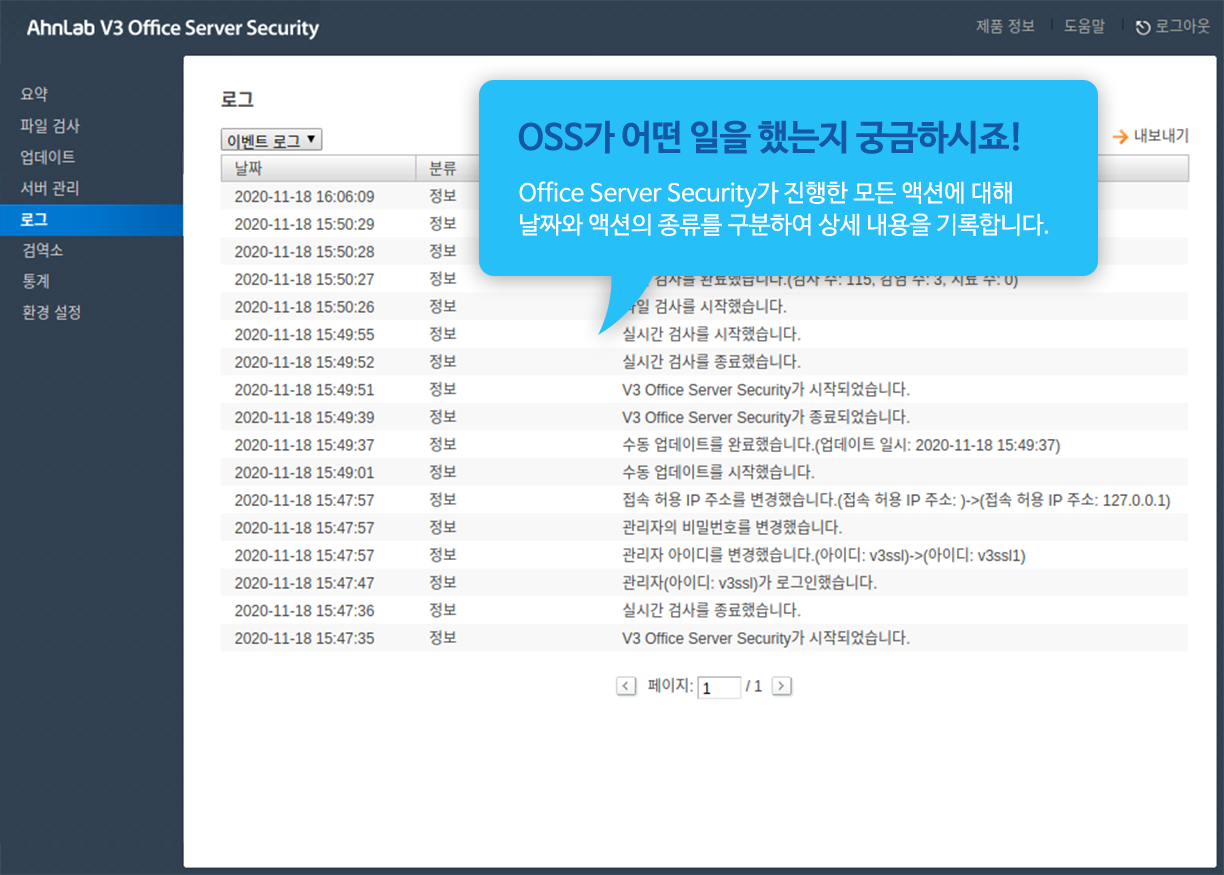 AhnLab V3 Office Server Security
제품 정보 도움말 로그아웃
요약
파일 검사
업데이트
서버 관리
로그
검역소
통계
환경 설정
로그
이벤트 로그 ▼
내보내기
OSS가 어떤 일을 했는지 궁금하시죠!
Office Server Security가 진행한 모든 액션에 대해
날짜와 액션의 종류를 구분하여 상세 내용을 기록합니다.
날짜 분류
2020-11-18 16:06:09 정보
2020-11-18 15:50:29 정보
2020-11-18 15:50:28 정보
2020-11-18 15:50:27 정보 검사를 완료했습니다.(검사 수: 115, 감염 수: 3, 치료 수: 0)
2020-11-18 15:50:26 정보 파일 검사를 시작했습니다.
2020-11-18 15:49:55 정보 실시간 검사를 시작했습니다.
2020-11-18 15:49:52 정보 실시간 검사를 종료했습니다.
2020-11-18 15:49:51 정보 V3 Office Server Security가 시작되었습니다.
2020-11-18 15:49:39 정보 V3 Office Server Security가 종료되었습니다.
2020-11-18 15:49:37 정보 수동 업데이트를 완료했습니다.(업데이트 일시: 2020-11-18 15:49:37)
2020-11-18 15:49:01 정보 수동 업데이트를 시작했습니다.
2020-11-18 15:47:57 정보 접속 허용 IP 주소를 변경했습니다.(접속 허용 IP 주소: )->(접속 허용 IP 주소: 127.0.0.1)
2020-11-18 15:47:57 정보 관리자의 비밀번호를 변경했습니다.
2020-11-18 15:47:57 정보 관리자 아이디를 변경했습니다.(아이디: v3ssl)->(아이디: v3ssl1)
2020-11-18 15:47:47 정보 관리자(아이디: v3ssl)가 로그인했습니다.
2020-11-18 15:47:36 정보 실시간 검사를 종료했습니다.
2020-11-18 15:47:35 정보 V3 Office Server Security가 시작되었습니다.
< 페이지: 1 / 1 >